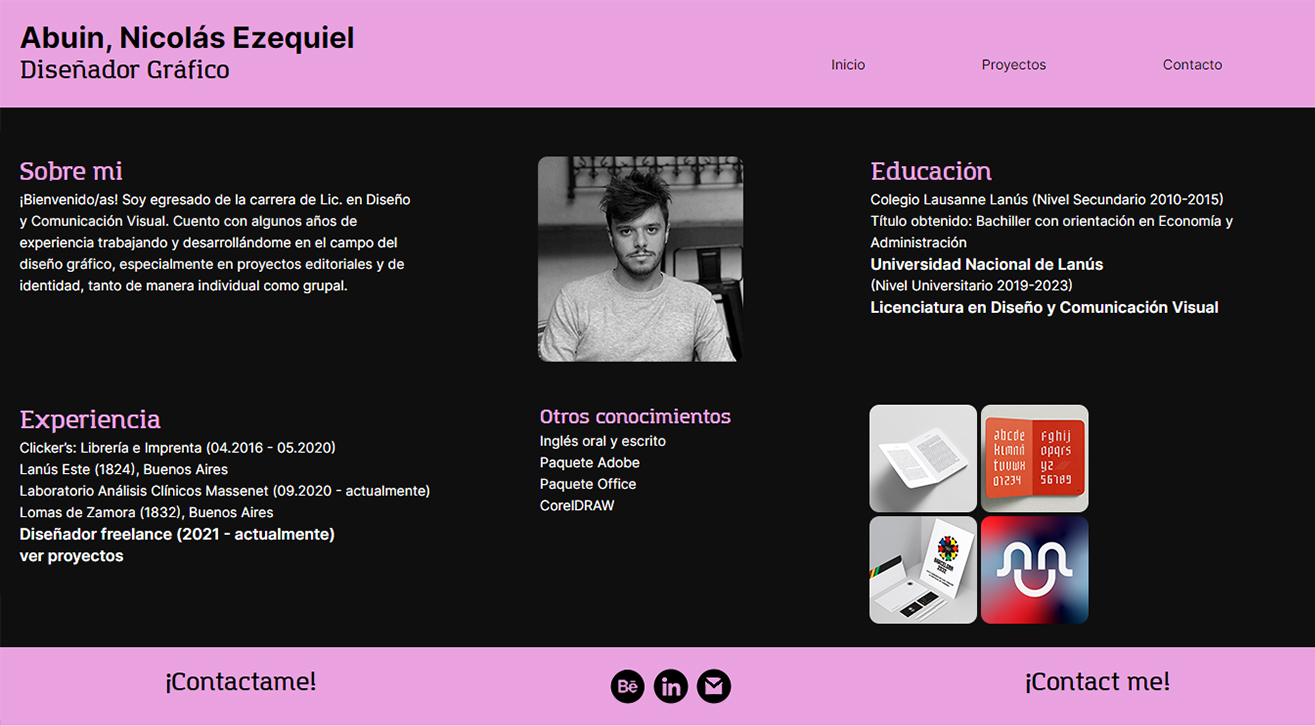 Abuin, Nicolás Ezequiel
Diseñador Gráfico
Inicio
Proyectos
Contacto
Sobre mi
¡Bienvenido/as! Soy egresado de la carrera de Lic. en Diseño
y Comunicación Visual. Cuento con algunos años de
experiencia trabajando y desarrollándome en el campo del
diseño gráfico, especialmente en proyectos editoriales y de
identidad, tanto de manera individual como grupal.
Educación
Colegio Lausanne Lanús (Nivel Secundario 2010-2015)
Título obtenido: Bachiller con orientación en Economía y
Administración
Universidad Nacional de Lanús
(Nivel Universitario 2019-2023)
Licenciatura en Diseño y Comunicación Visual
Experiencia
Clicker's: Librería e Imprenta (04.2016 - 05.2020)
Lanús Este (1824), Buenos Aires
Laboratorio Análisis Clínicos Massenet (09.2020 - actualmente)
Lomas de Zamora (1832), Buenos Aires
Diseñador freelance (2021 - actualmente)
ver proyectos
Otros conocimientos
Inglés oral y escrito
Paquete Adobe
Paquete Office
CorelDRAW
abcde
fghij
klmnñ
opqrs
tuvwx
yz
01234
56789
BARCELONA
¡Contactame!
Bē
in
¡Contact me!